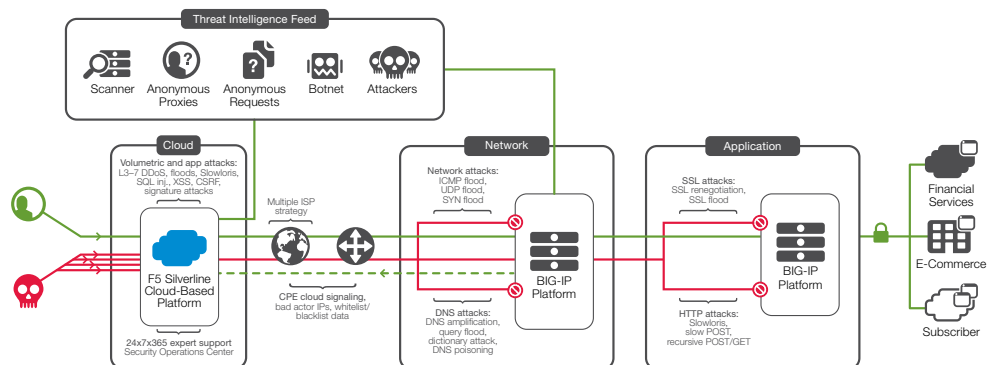 Threat Intelligence Feed
Scanner
Anonymous
Proxies
Anonymous
Requests
Botnet
Attackers
Cloud
Volumetric and app attacks:
L3–7 DDoS, floods, Slowloris,
SQL inj., XSS, CSRF,
signature attacks
F5 Silverline
Cloud-Based
Platform
24x7x365 expert support
Security Operations Center
Multiple ISP
strategy
CPE cloud signaling,
bad actor IPs, whitelist/
blacklist data
Network
Network attacks:
ICMP flood,
UDP flood,
SYN flood
BIG-IP
Platform
DNS attacks:
DNS amplification,
query flood,
dictionary attack,
DNS poisoning
Application
SSL attacks:
SSL renegotiation,
SSL flood
BIG-IP
Platform
HTTP attacks:
Slowloris,
slow POST,
recursive POST/GET
Financial
Services
E-Commerce
Subscriber